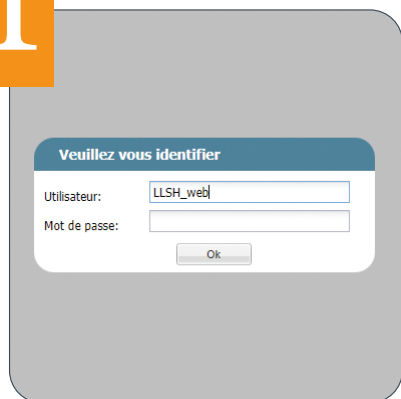 Veuillez vous identifier
Utilisateur:
LLSH_web
Mot de passe:
Ok